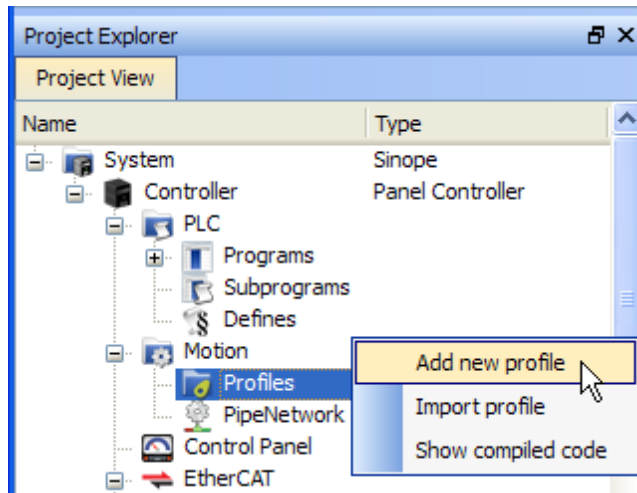 Project Explorer
Project View
Name Type
System Sinope
Controller Panel Controller
PLC
Programs
Subprograms
Defines
Motion
Add new profile
Profiles
Import profile
PipeNetwork
Control Panel
Show compiled code
EtherCAT